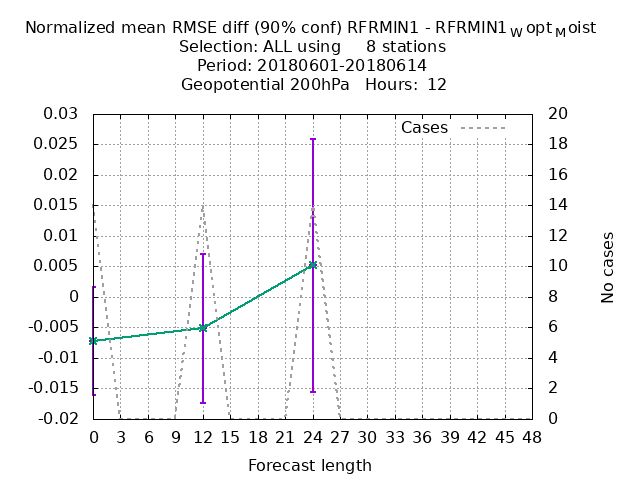 Normalized mean RMSE diff (90% conf) RFRMIN1 - RFRMIN1WoptMoist
Selection: ALL using     8 stations
Period: 20180601-20180614
Geopotential 200hPa   Hours:  12
Cases
0.03
0.025
0.02
0.015
0.01
0.005
0
-0.005
-0.01
-0.015
-0.02
20
18
16
14
12
10
8
6
4
2
0
No cases
0 3 6 9 12 15 18 21 24 27 30 33 36 39 42 45 48
Forecast length